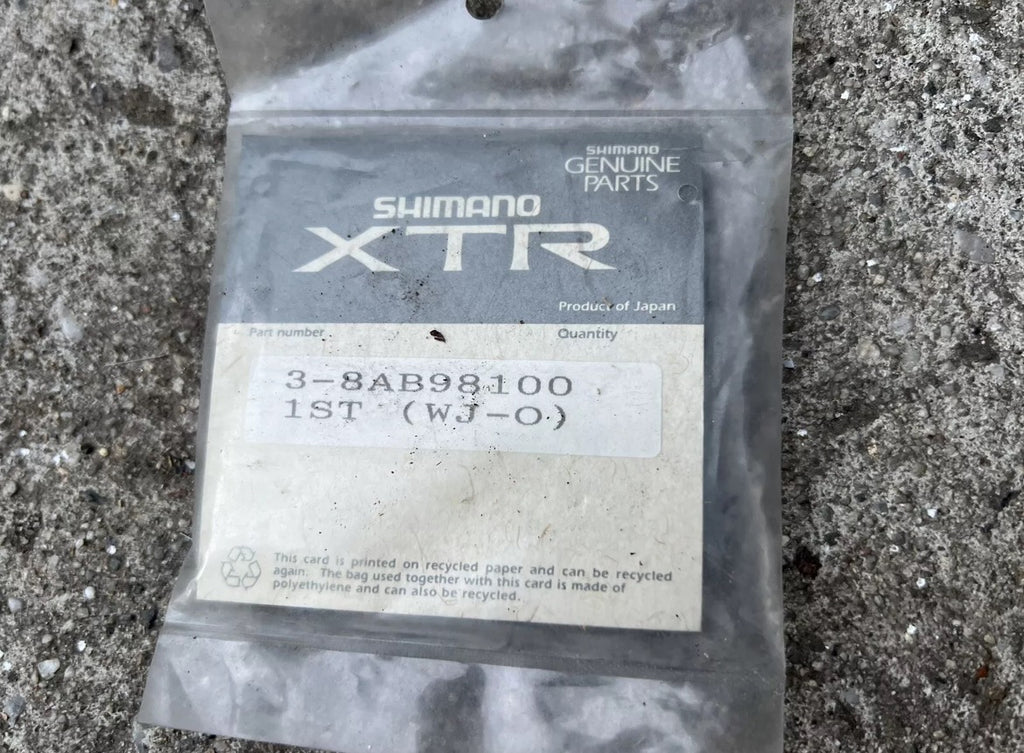 SHIMANO
GENUINE
PARTS
SHIMANO
XTR
Product of Japan
Part number
Quantity
3-8AB98100
1ST (WJ-O)
This card is printed on recycled paper and can be recycled
again. The bag used together with this card is made of
polyethylene and can also be recycled.